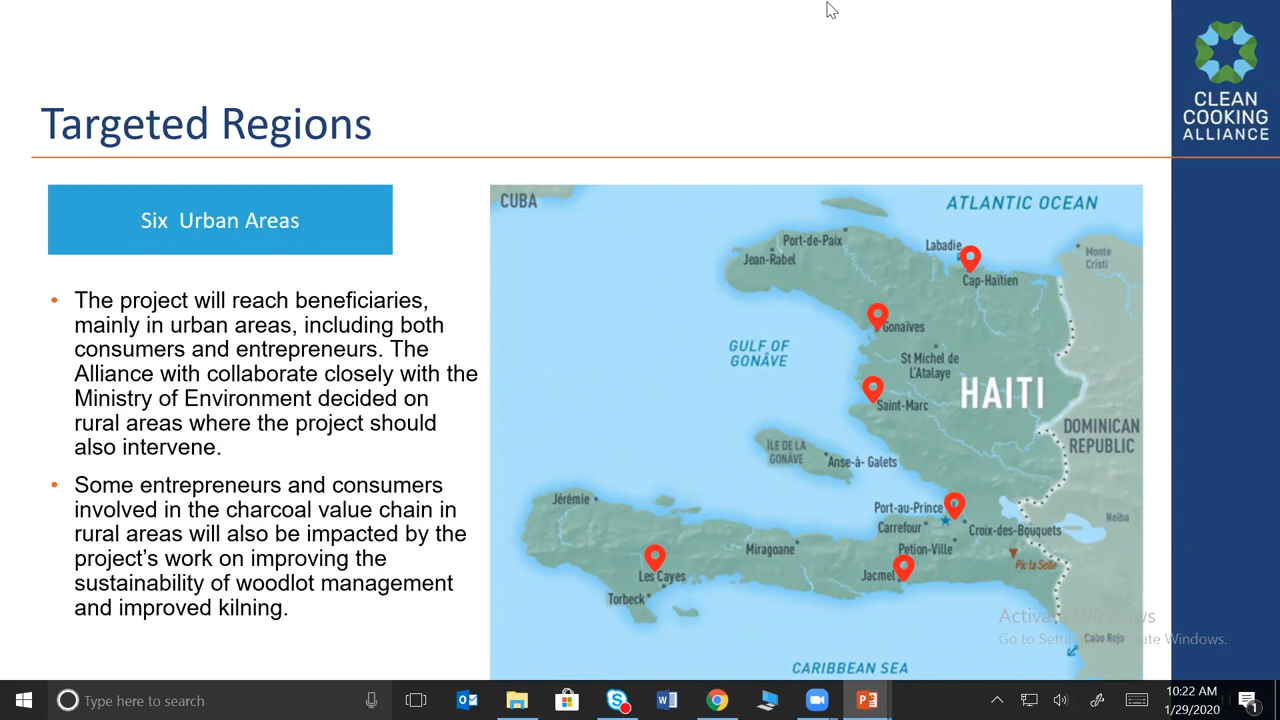 CLEAN
COOKING
ALLIANCE
Targeted Regions
Six Urban Areas
• The project will reach beneficiaries,
mainly in urban areas, including both
consumers and entrepreneurs. The
Alliance with collaborate closely with the
Ministry of Environment decided on
rural areas where the project should
also intervene.
• Some entrepreneurs and consumers
involved in the charcoal value chain in
rural areas will also be impacted by the
project's work on improving the
sustainability of woodlot management
and improved kilning.
CUBA
ATLANTIC OCEAN
Port-de-Paix
Jean-Rabel
Labadie
Cap-Haïtien
Monte
Cristi
Gonaïves
GULF OF
GONÂVE
St Michel de
L'Atalaye
HAITI
Saint-Marc
DOMINICAN
REPUBLIC
ÎLE DE LA
GONÂVE
Anse-à- Galets
Jérémie
Port-au-Prince
Carrefour
Croix-des-Bouquets
Neiba
Miragoane
Petion-Ville
Pic la Selle
Les Cayes
Jacmel
Torbeck
Cabo Rojo
CARIBBEAN SEA
Activate Windows
Go to Settings to activate Windows.
Type here to search
10:22 AM
1/29/2020
11
1